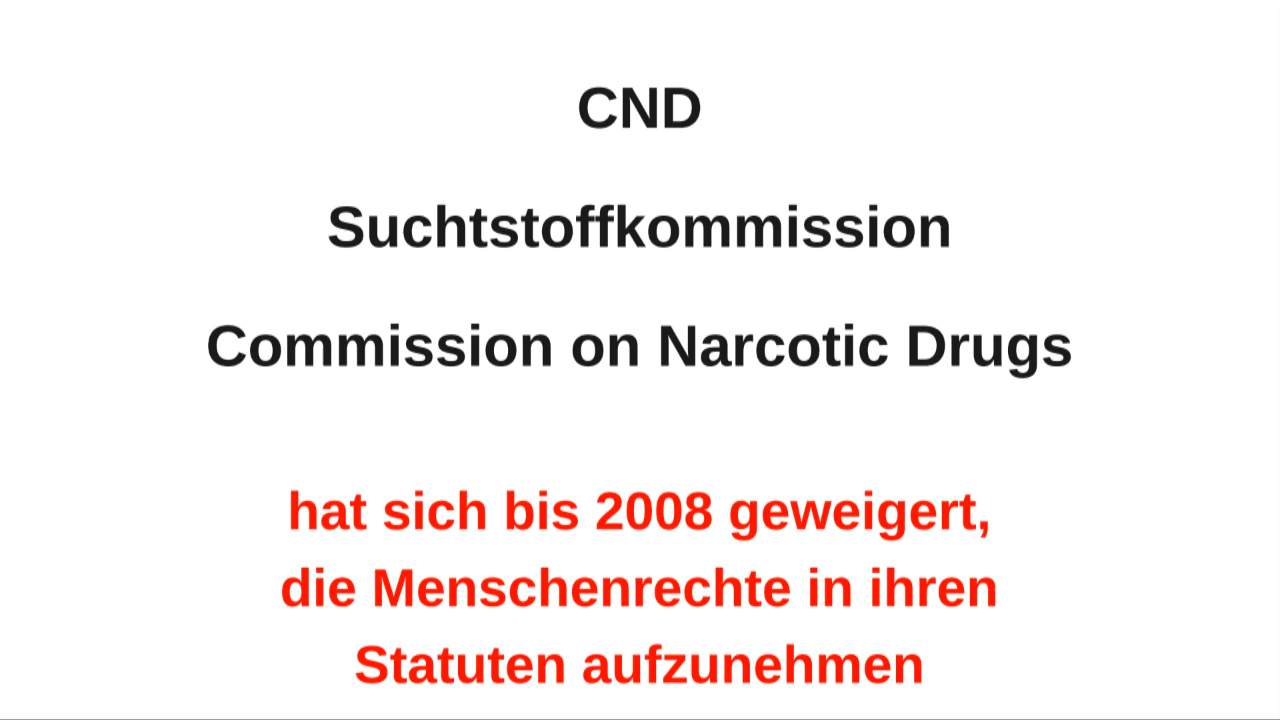 CND
Suchtstoffkommission
Commission on Narcotic Drugs
hat sich bis 2008 geweigert,
die Menschenrechte in ihren
Statuten aufzunehmen